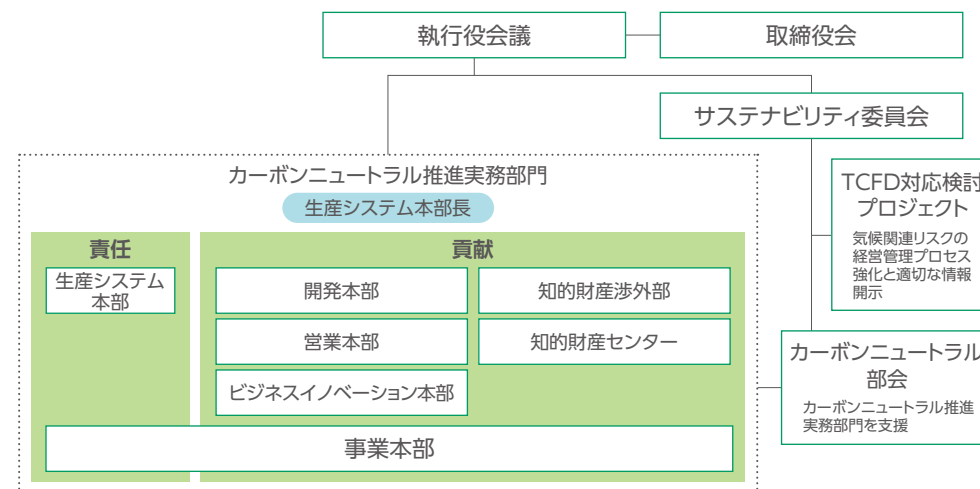 執行役会議
取締役会
サステナビリティ委員会
カーボンニュートラル推進実務部門
生産システム本部長
責任
貢献
生産システム
本部
開発本部
知的財産渉外部
営業本部
知的財産センター
ビジネスイノベーション本部
事業本部
TCFD対応検討
プロジェクト
気候関連リスクの
経営管理プロセス
強化と適切な情報
開示
カーボンニュートラル
部会
カーボンニュートラル推進
実務部門を支援